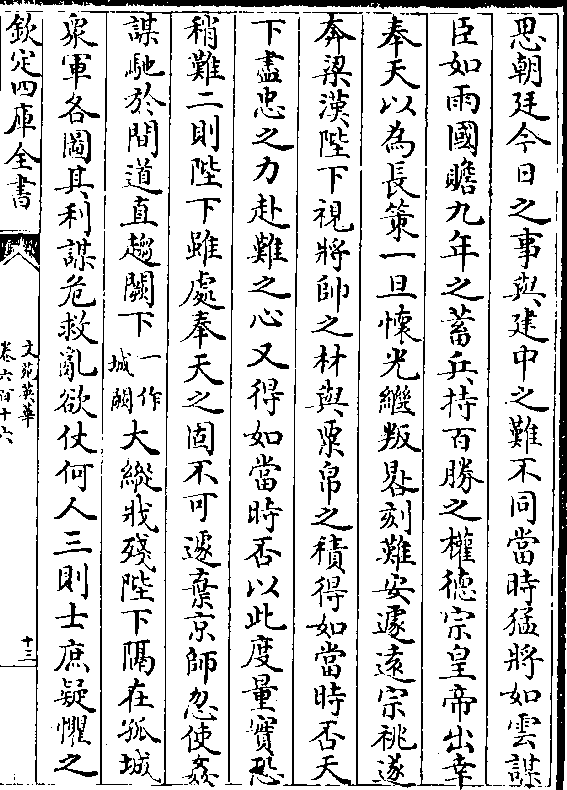 思朝廷今日之事與建中之難不同當時猛將如雲謀
臣如雨國贍九年之蓄兵持百勝之權德宗皇帝出幸
奉天以為長策一旦懐光繼叛晷刻難安遽逺宗祧遂
奔梁漢陛下視將帥之材與粟帛之積得如當時否天
下盡忠之力赴難之心又得如當時否以此度量實恐
稍難二則陛下雖處奉天之固不可遽棄京師忽使姦
謀馳於間道直趨闕下一作城闕大縱戕殘陛下隔在孤城
衆軍各圖其利謀危救亂欲仗何人三則士庶疑懼之
欽定四庫全書
文苑英華
卷六百十六
十三